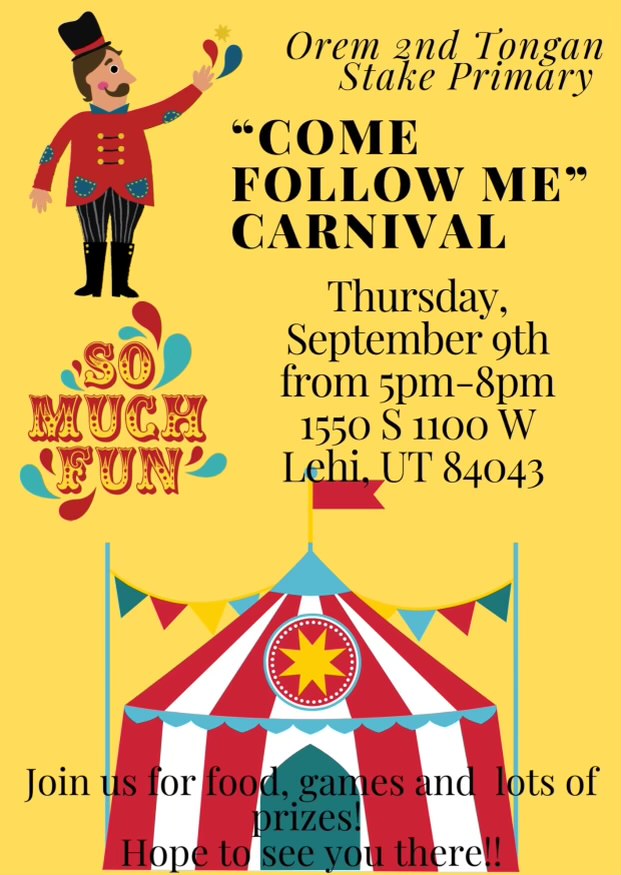 Orem 2nd Tongan
Stake Primary
“COME
FOLLOW ME”
CARNIVAL
Thursday,
September 9th
from 5pm-8pm
1550 S 1100 W
Lehi, UT 84043
SO
MUCH
FUN
Join us for food, games and lots of
prizes!
Hope to see you there!!